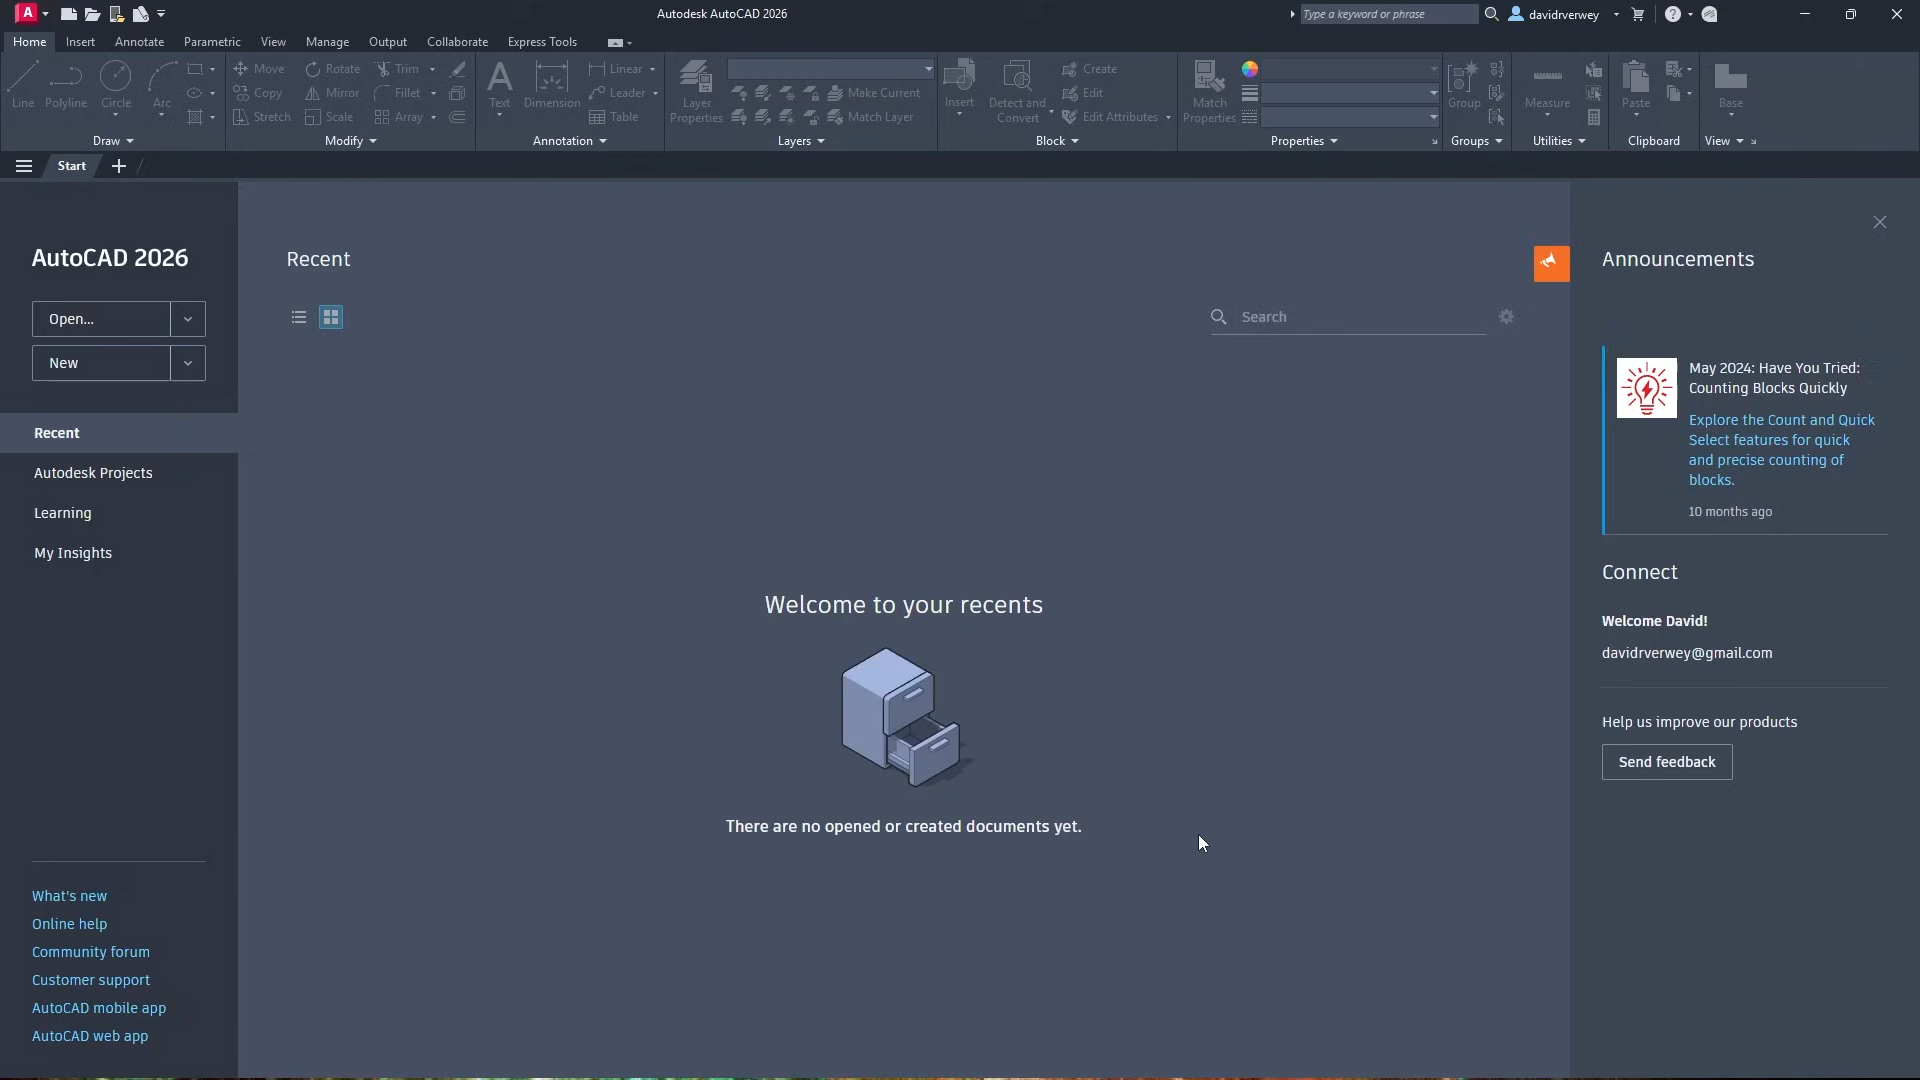 A
Autodesk AutoCAD 2026
Type a keyword or phrase
davidrverwey
?
Home Insert Annotate Parametric View Manage Output Collaborate Express Tools
Line
Polyline
Circle
Arc
Draw
Move
Copy
Stretch
Rotate
Mirror
Scale
Trim
Fillet
Array
Modify
A
Text
Dimension
Linear
Leader
Table
Annotation
Layer
Properties
Make Current
Match Layer
Layers
Insert
Detect and
Convert
Create
Edit
Edit Attributes
Block
Match
Properties
Properties
Group
Groups
Measure
Utilities
Paste
Clipboard
Base
View
Start
AutoCAD 2026
Open...
New
Recent
Autodesk Projects
Learning
My Insights
What's new
Online help
Community forum
Customer support
AutoCAD mobile app
AutoCAD web app
Recent
Search
Welcome to your recents
There are no opened or created documents yet.
Announcements
May 2024: Have You Tried:
Counting Blocks Quickly
Explore the Count and Quick
Select features for quick
and precise counting of
blocks.
10 months ago
Connect
Welcome David!
davidrverwey@gmail.com
Help us improve our products
Send feedback